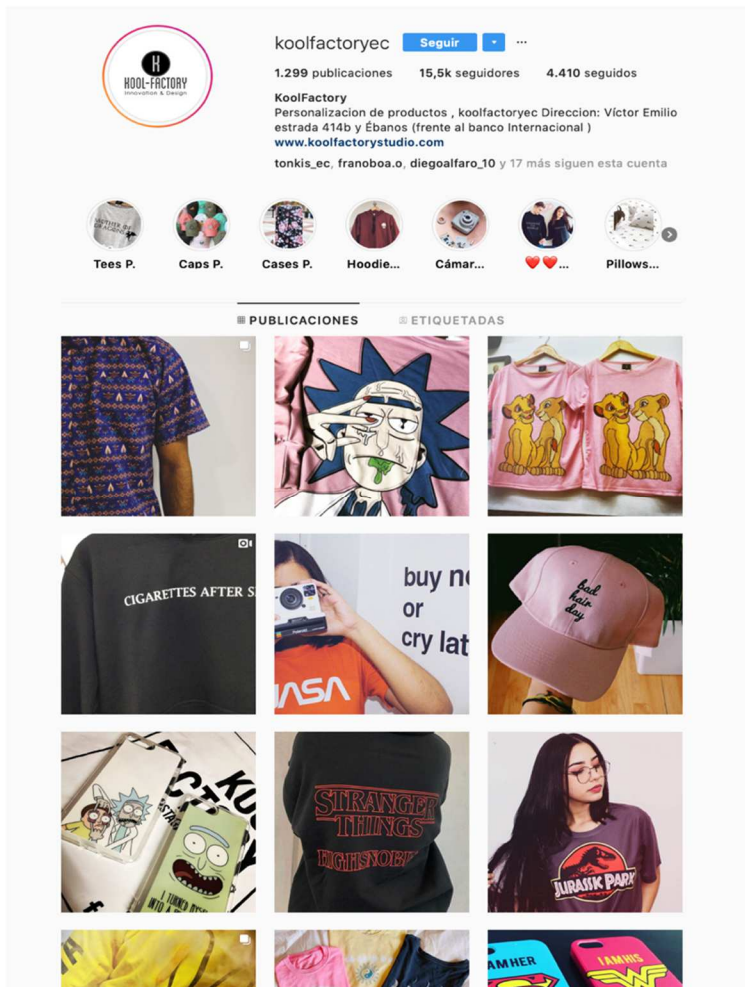 koolfactoryec Seguir
K
KOOL-FACTORY
Innovation & Design
1.299 publicaciones 15,5k seguidores 4.410 seguidos
KoolFactory
Personalizacion de productos , koolfactoryec Direccion: Víctor Emilio
estrada 414b y Ébanos (frente al banco Internacional )
www.koolfactorystudio.com
tonkis_ec, franoboa.o, diegoalfaro_10 y 17 más siguen esta cuenta
Tees P. Caps P. Cases P. Hoodie... Cámar... ❤️❤️... Pillows...
PUBLICACIONES ETIQUETADAS
CIGARETTES AFTER S
buy n
or
cry lat
NASA
bad
hair
day
STRANGER
THINGS
JURASSIC PARK
I TURNED
INTO A
I AM HER
I AM HIS